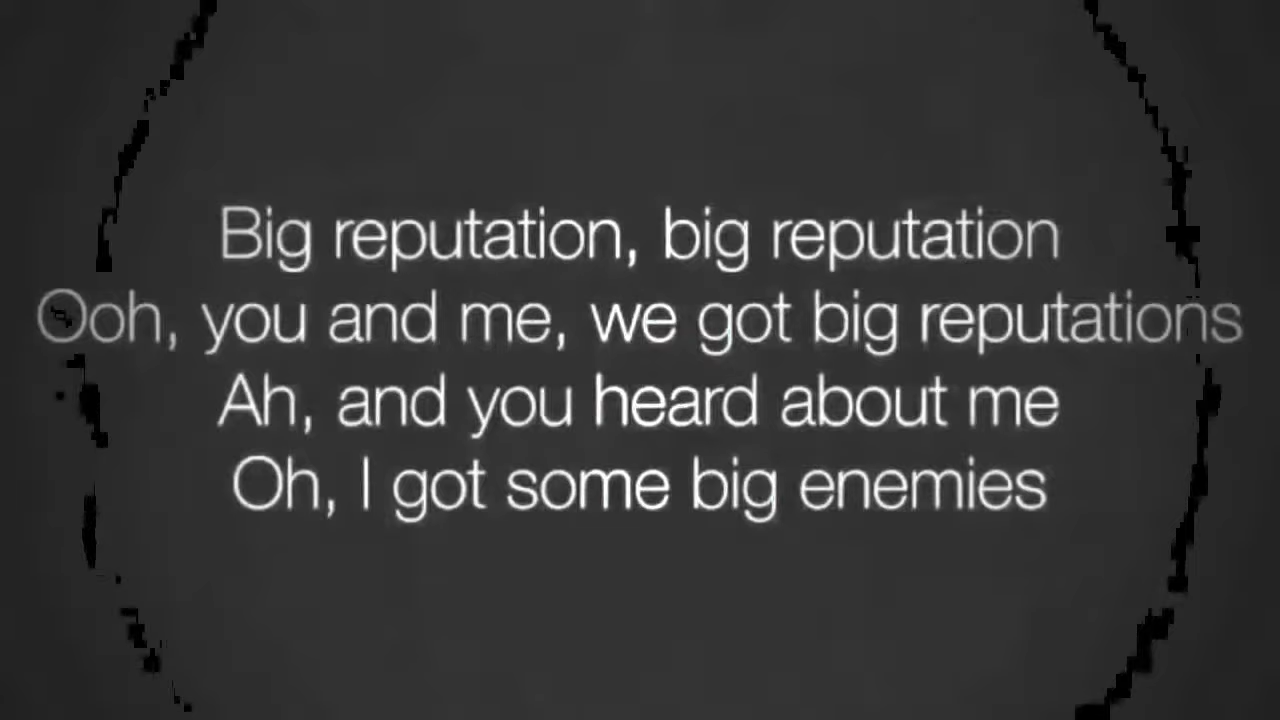 Big reputation, big reputation
Ooh, you and me, we got big reputations
Ah, and you heard about me
Oh, I got some big enemies